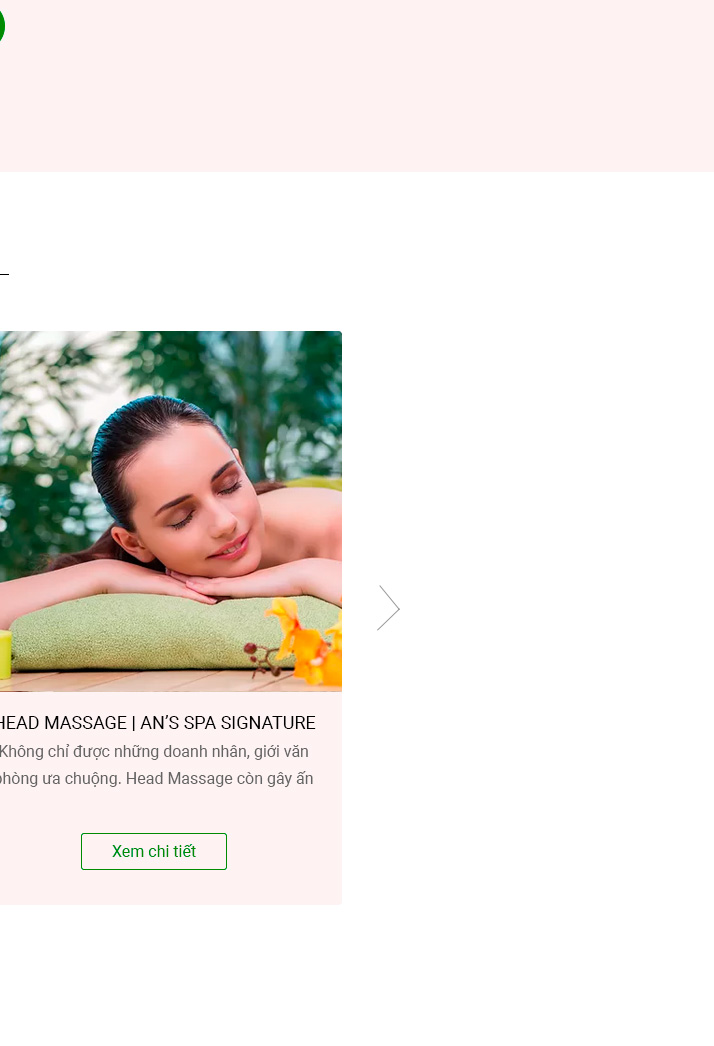 HEAD MASSAGE | AN’S SPA SIGNATURE
Không chỉ được những doanh nhân, giới văn
phòng ưa chuộng. Head Massage còn gây ấn
Xem chi tiết